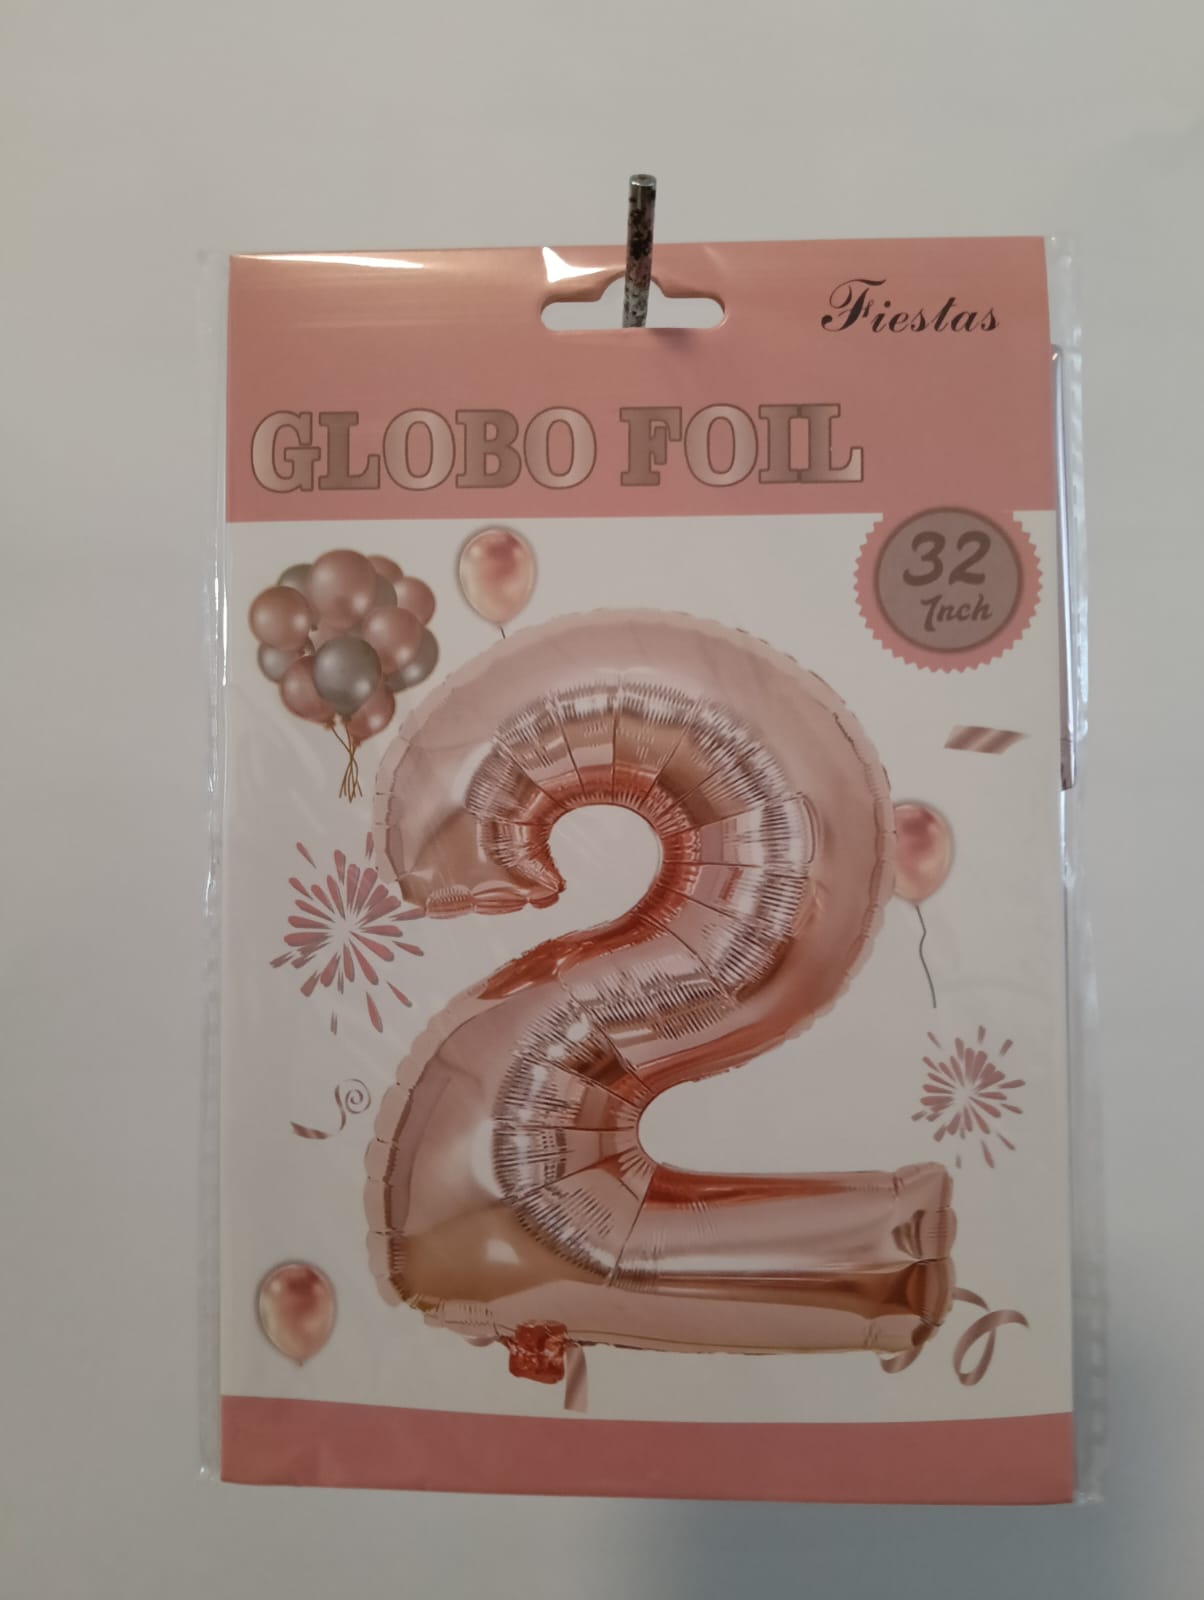 Fiestas
GLOBO FOIL
32
Inch
2